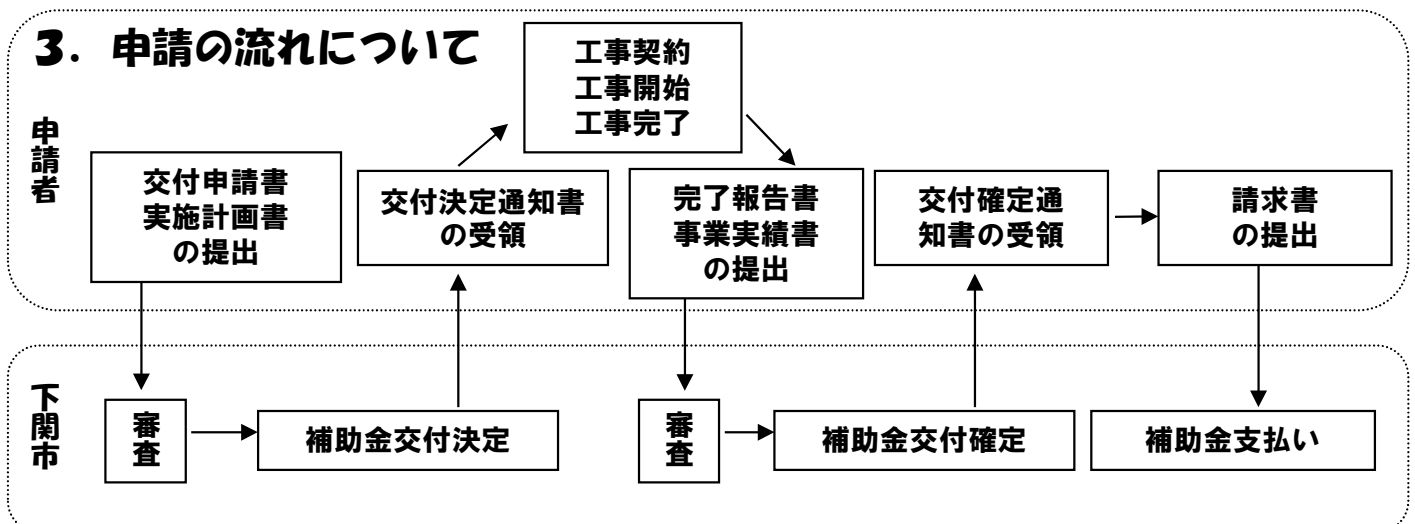 3．申請の流れについて
申請者
交付申請書
実施計画書
の提出
交付決定通知書
の受領
工事契約
工事開始
工事完了
完了報告書
事業実績書
の提出
交付確定通
知書の受領
請求書
の提出
下関市
審査
補助金交付決定
審査
補助金交付確定
補助金支払い